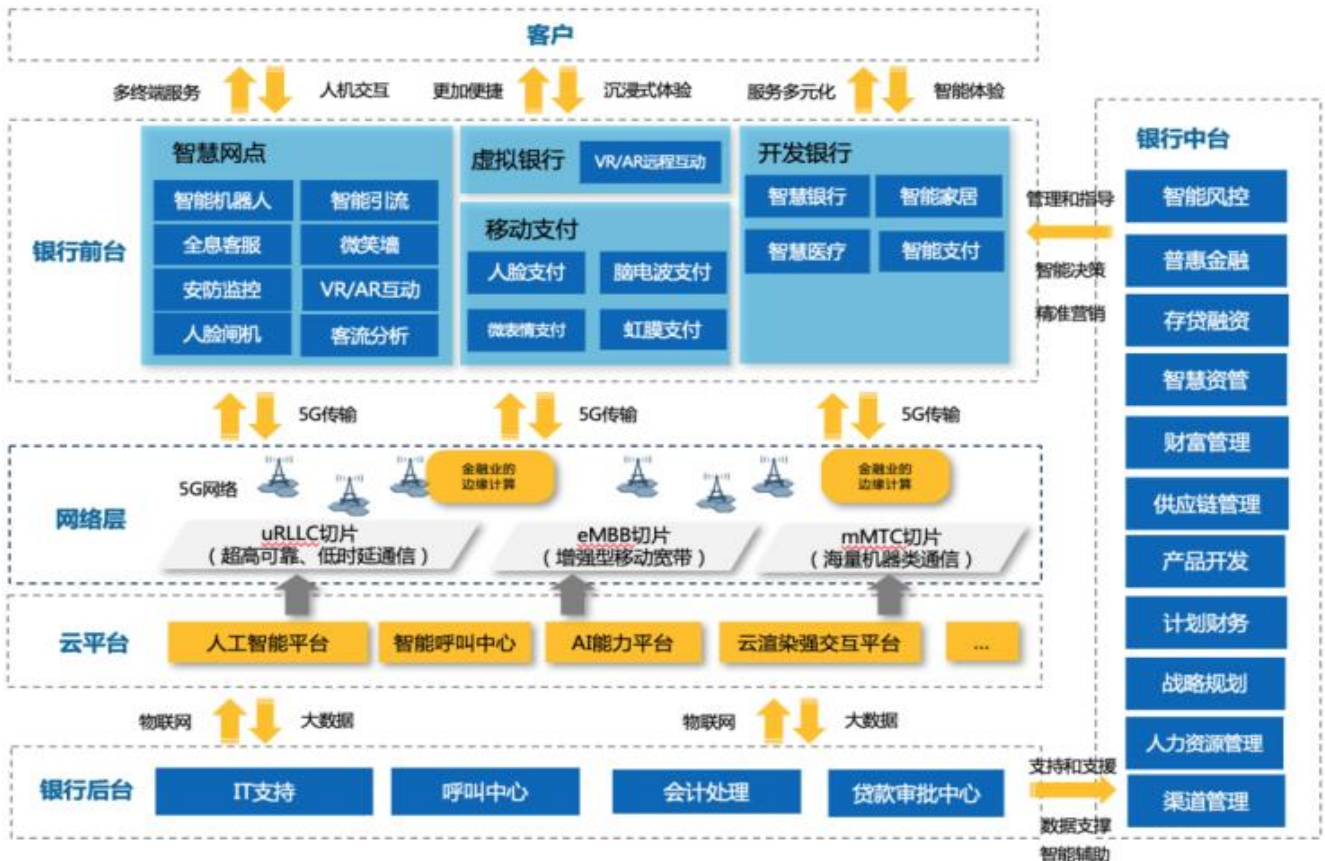 客户
多终端服务
人机交互
更加便捷
沉浸式体验
服务多元化
智能体验
银行前台
智慧网点
智能机器人
智能引流
全息客服
微笑墙
安防监控
VR/AR互动
人脸闸机
客流分析
虚拟银行
VR/AR远程互动
移动支付
人脸支付
脑电波支付
微表情支付
虹膜支付
开发银行
智慧银行
智能家居
智慧医疗
智能支付
管理和指导
智能决策
精准营销
银行中台
智能风控
普惠金融
存贷融资
智慧资管
财富管理
供应链管理
产品开发
计划财务
战略规划
人力资源管理
渠道管理
5G传输
5G传输
5G传输
网络层
5G网络
金融业的
边缘计算
金融业的
边缘计算
uRLLC切片
（超高可靠、低时延通信）
eMBB切片
（增强型移动宽带）
mMTC切片
（海量机器类通信）
云平台
人工智能平台
智能呼叫中心
AI能力平台
云渲染强交互平台
...
物联网
大数据
物联网
大数据
银行后台
IT支持
呼叫中心
会计处理
贷款审批中心
支持和支援
数据支撑
智能辅助